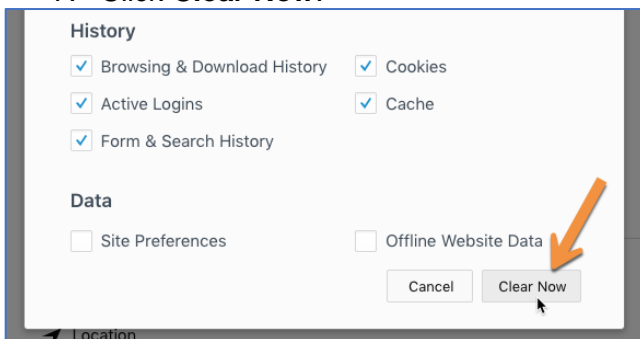 History
Browsing & Download History Cookies
Active Logins Cache
Form & Search History
Data
Site Preferences Offline Website Data
Cancel Clear Now
Location